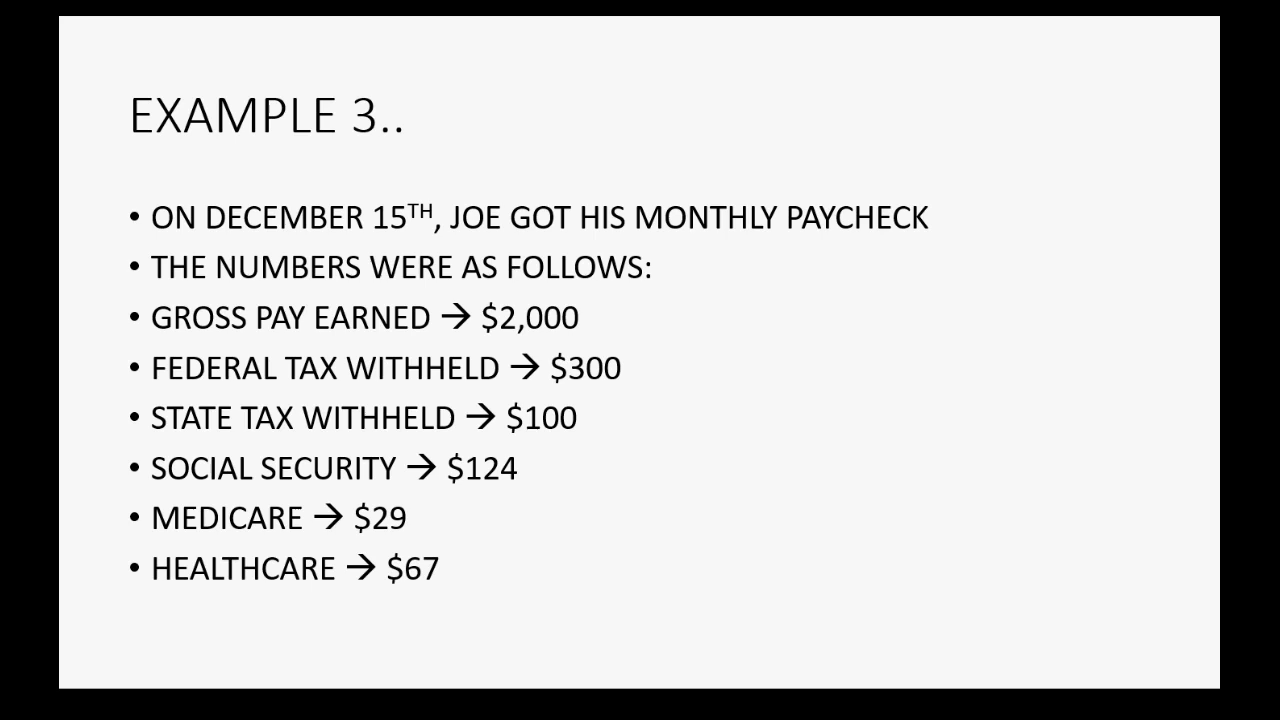 EXAMPLE 3..
• ON DECEMBER 15TH, JOE GOT HIS MONTHLY PAYCHECK
• THE NUMBERS WERE AS FOLLOWS:
• GROSS PAY EARNED → $2,000
• FEDERAL TAX WITHHELD → $300
• STATE TAX WITHHELD → $100
• SOCIAL SECURITY → $124
• MEDICARE → $29
• HEALTHCARE → $67